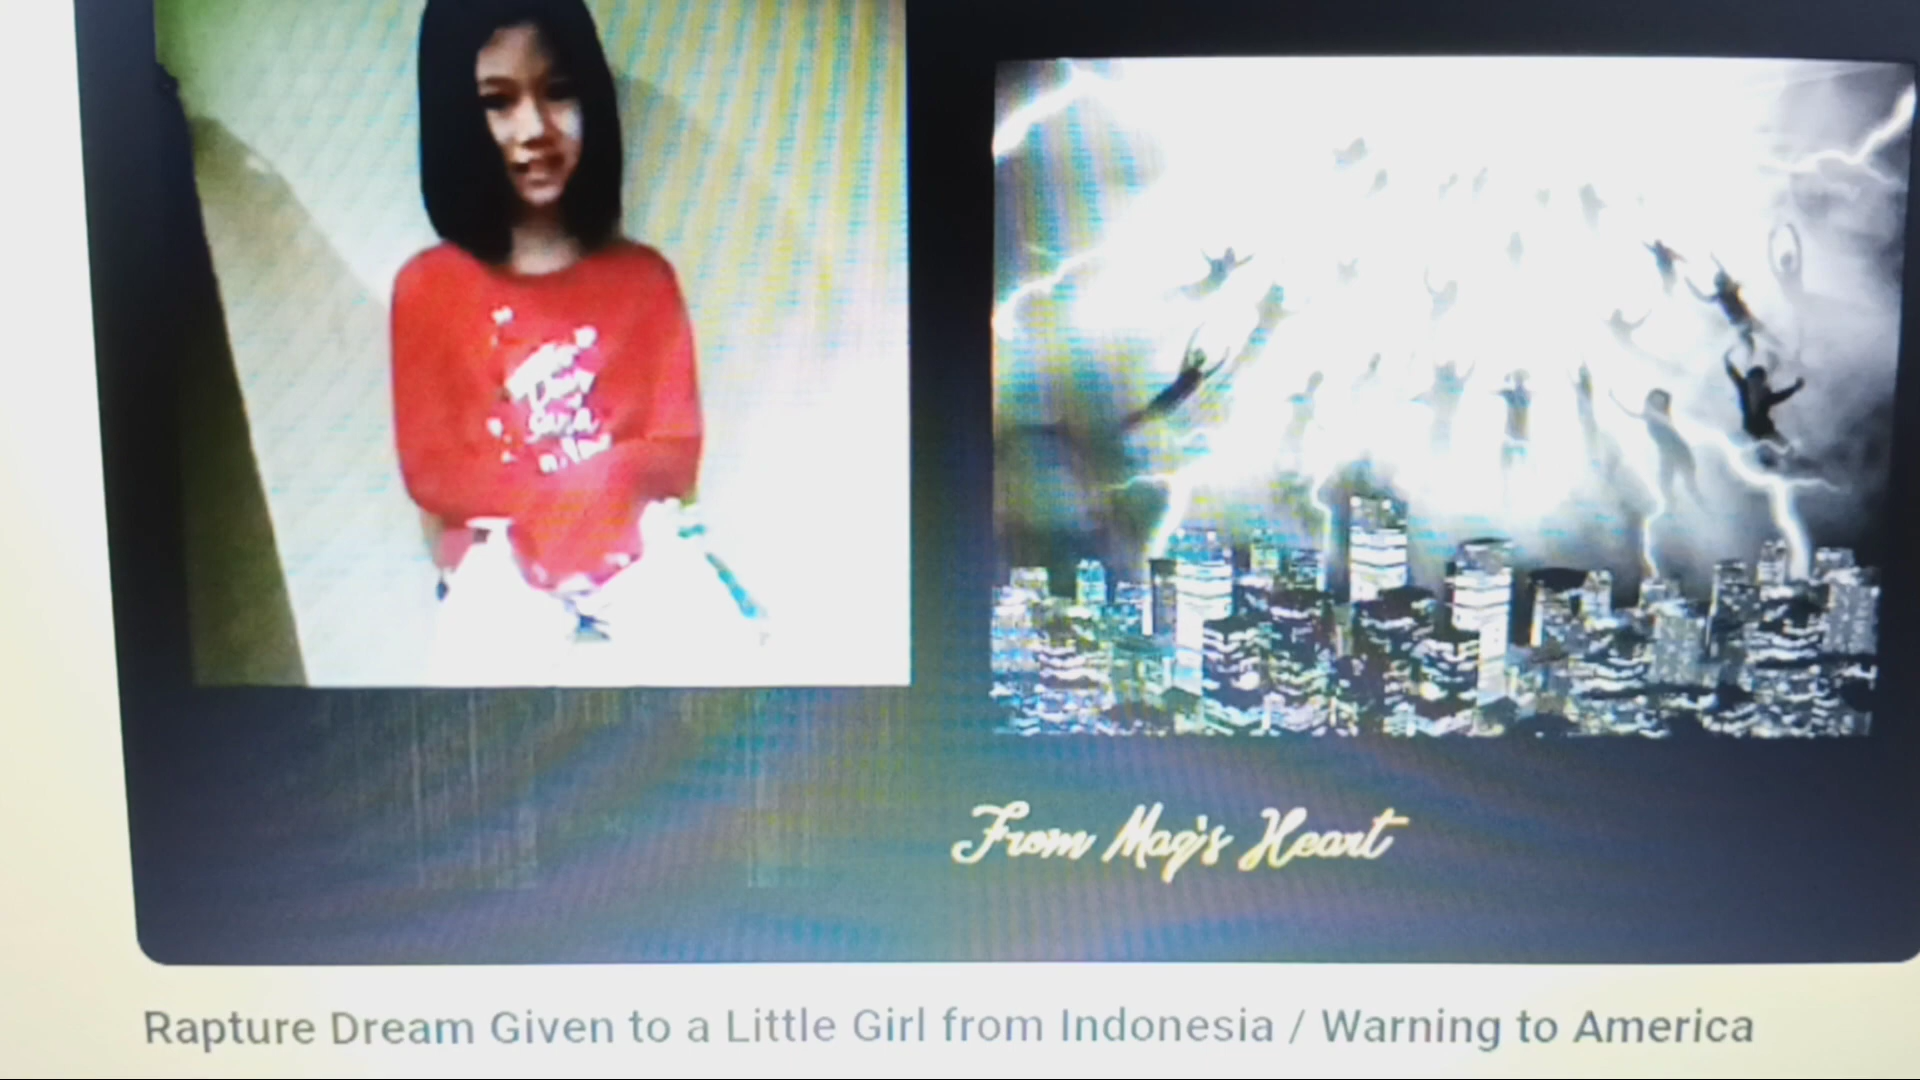 From Mag's Heart
Rapture Dream Given to a Little Girl from Indonesia / Warning to America